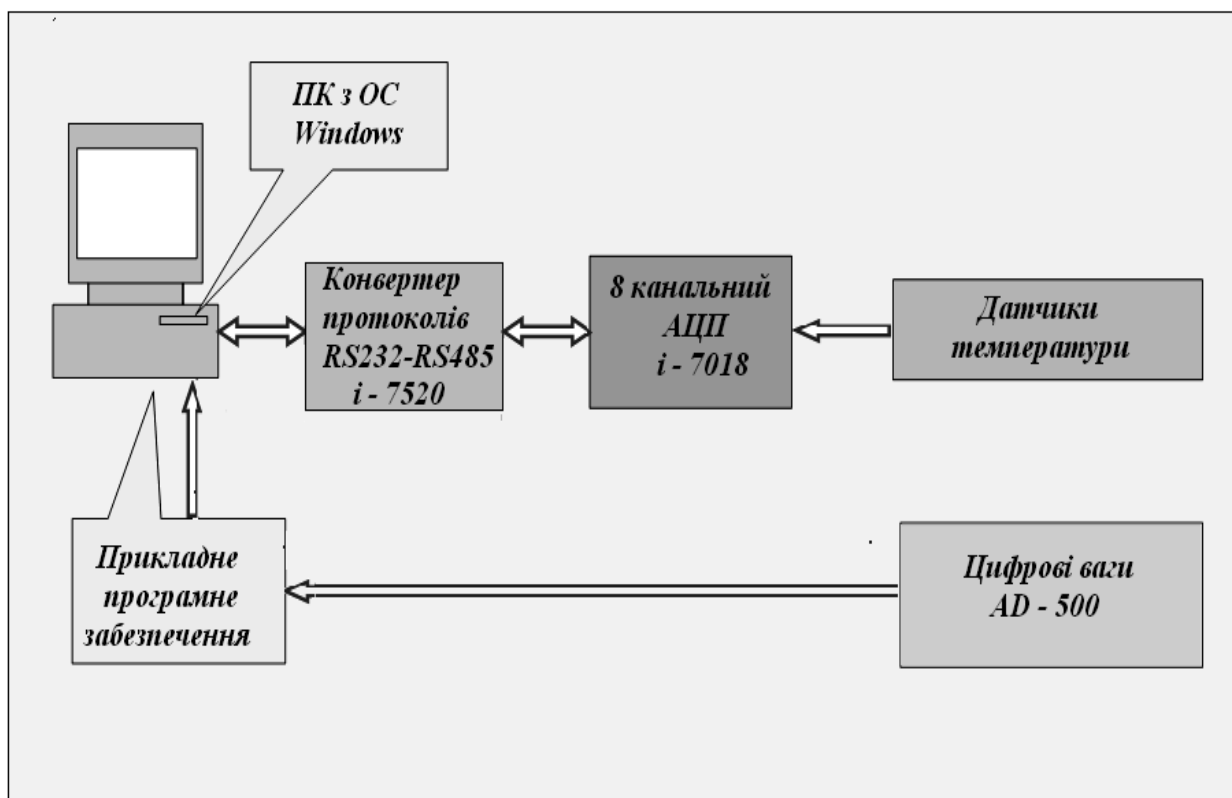 ПК з ОС
Windows
Конвертер
протоколів
RS232-RS485
i - 7520
8 канальний
АЦП
i - 7018
Датчики
температури
Прикладне
програмне
забезпечення
Цифрові ваги
AD - 500